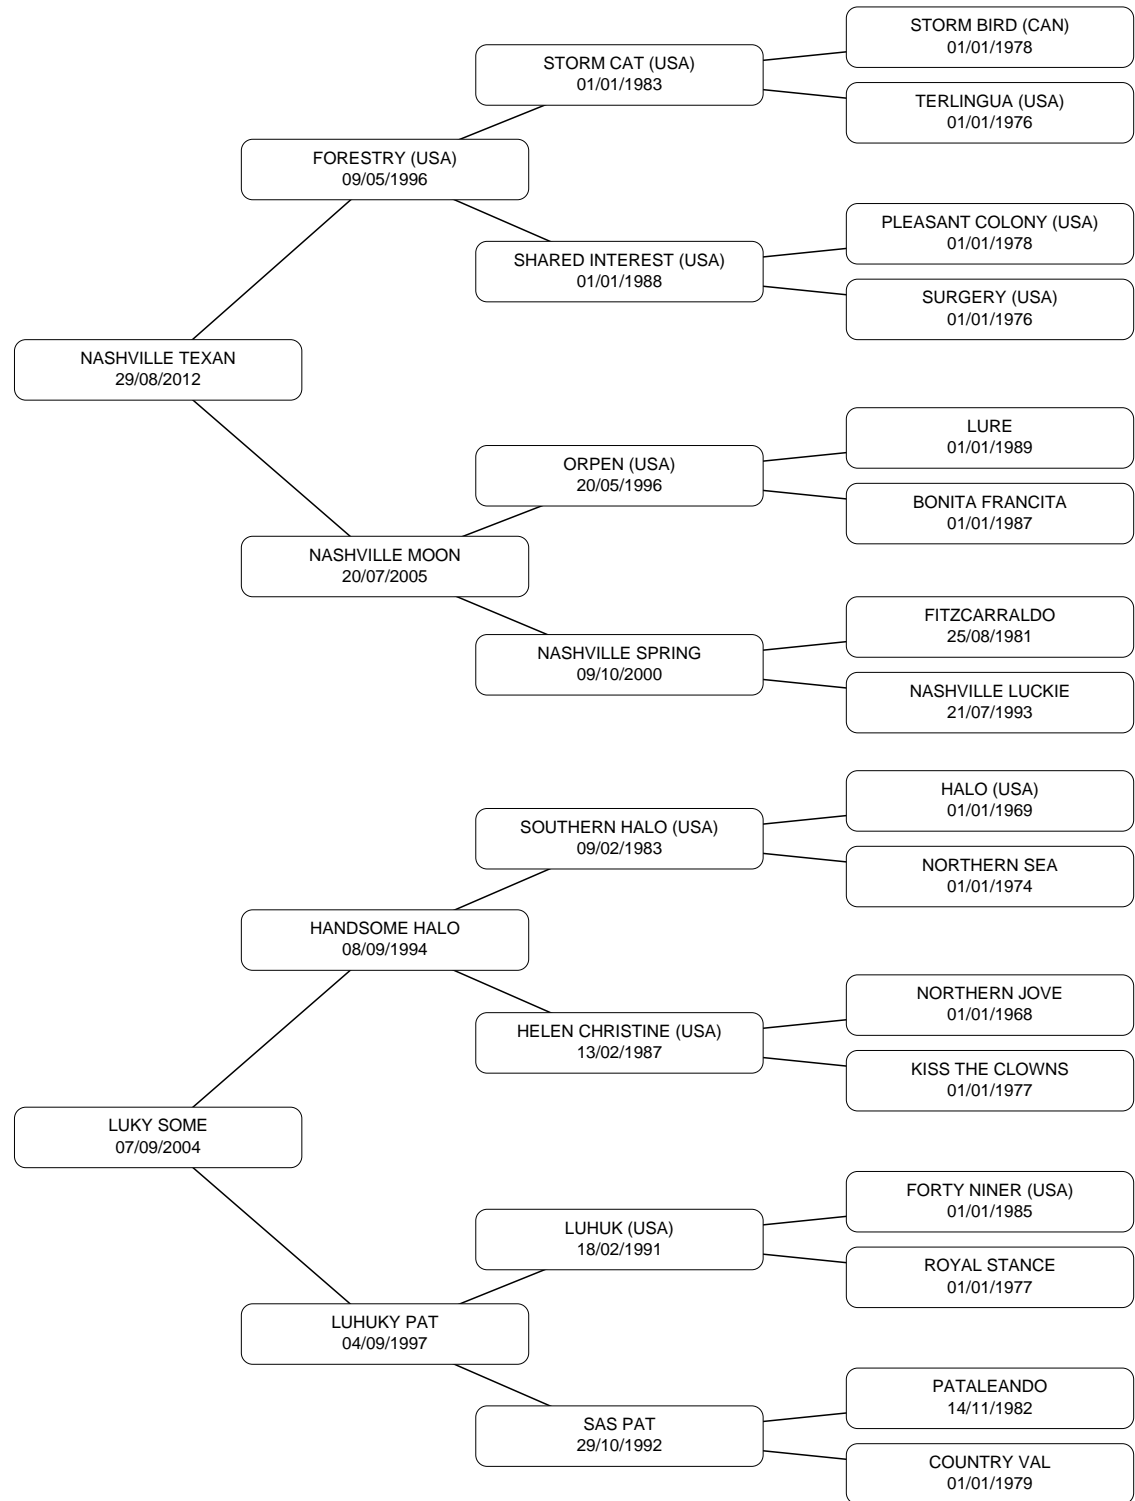 STORM BIRD (CAN)
01/01/1978
STORM CAT (USA)
01/01/1983
TERLINGUA (USA)
01/01/1976
FORESTRY (USA)
09/05/1996
PLEASANT COLONY (USA)
01/01/1978
SHARED INTEREST (USA)
01/01/1988
SURGERY (USA)
01/01/1976
NASHVILLE TEXAN
29/08/2012
LURE
01/01/1989
ORPEN (USA)
20/05/1996
BONITA FRANCITA
01/01/1987
NASHVILLE MOON
20/07/2005
FITZCARRALDO
25/08/1981
NASHVILLE SPRING
09/10/2000
NASHVILLE LUCKIE
21/07/1993
HALO (USA)
01/01/1969
SOUTHERN HALO (USA)
09/02/1983
NORTHERN SEA
01/01/1974
HANDSOME HALO
08/09/1994
NORTHERN JOVE
01/01/1968
HELEN CHRISTINE (USA)
13/02/1987
KISS THE CLOWNS
01/01/1977
LUKY SOME
07/09/2004
FORTY NINER (USA)
01/01/1985
LUHUK (USA)
18/02/1991
ROYAL STANCE
01/01/1977
LUHUKY PAT
04/09/1997
PATALEANDO
14/11/1982
SAS PAT
29/10/1992
COUNTRY VAL
01/01/1979